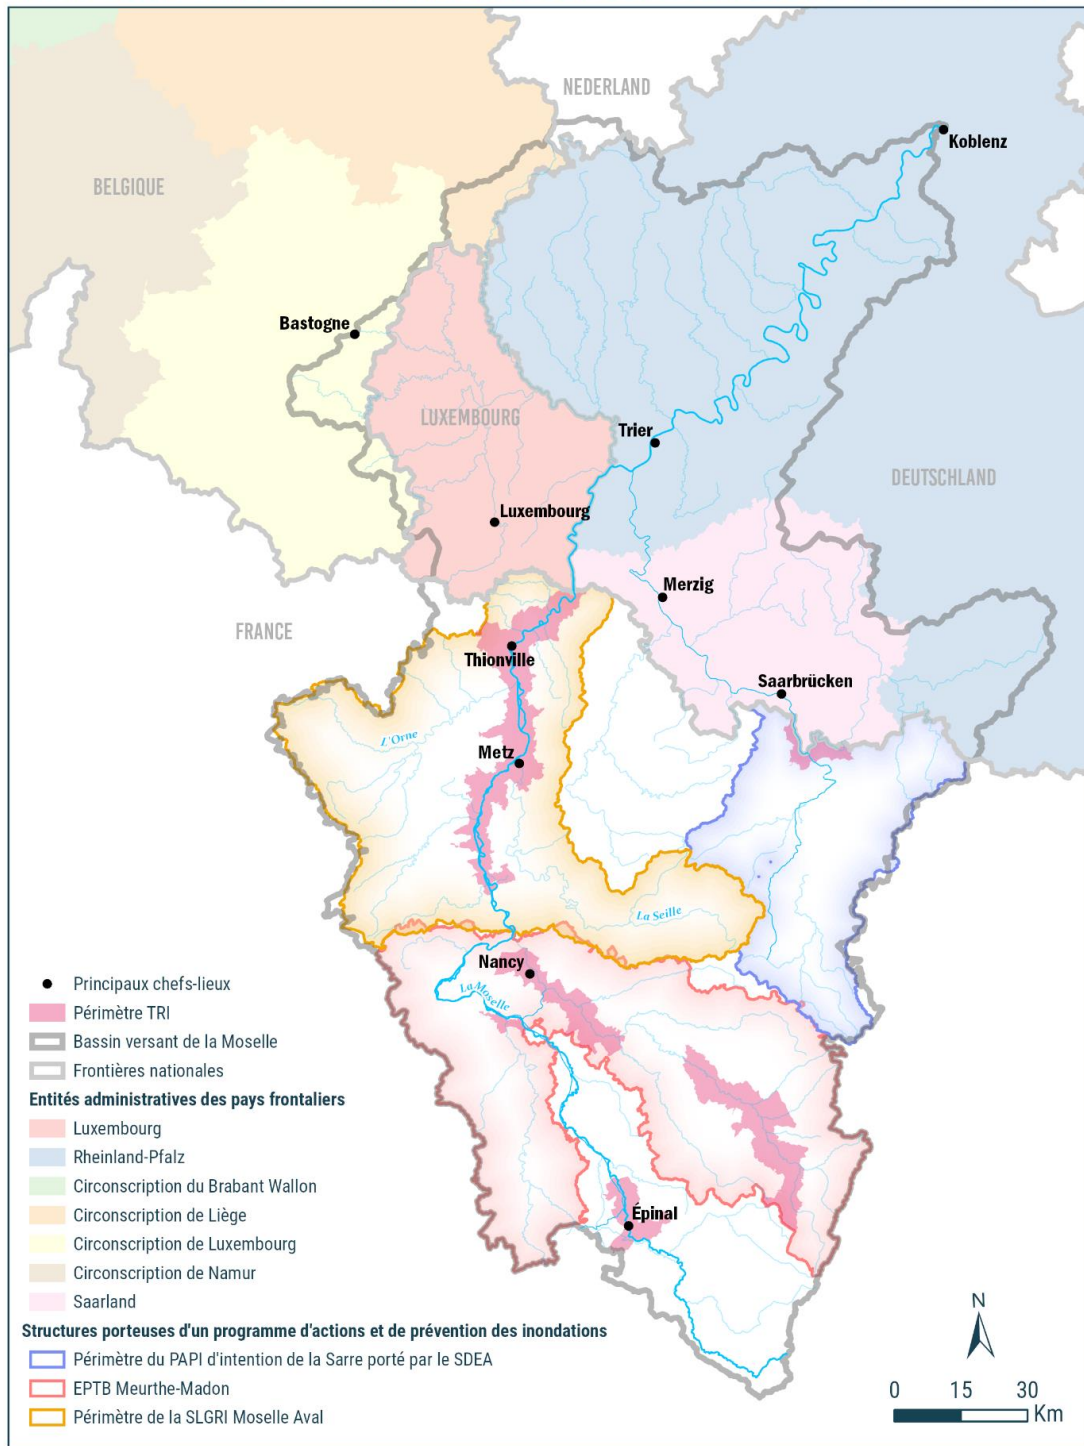 NEDERLAND
Koblenz
BELGIQUE
Bastogne
LUXEMBOURG
Trier
DEUTSCHLAND
Luxembourg
Merzig
FRANCE
Thionville
Saarbrücken
L'Orne
Metz
La Seille
Nancy
La Moselle
Épinal
Principaux chefs-lieux
Périmètre TRI
Bassin versant de la Moselle
Frontières nationales
Entités administratives des pays frontaliers
Luxembourg
Rheinland-Pfalz
Circonscription du Brabant Wallon
Circonscription de Liège
Circonscription de Luxembourg
Circonscription de Namur
Saarland
Structures porteuses d'un programme d'actions et de prévention des inondations
Périmètre du PAPI d'intention de la Sarre porté par le SDEA
EPTB Meurthe-Madon
Périmètre de la SLGRI Moselle Aval
N
0 15 30
Km